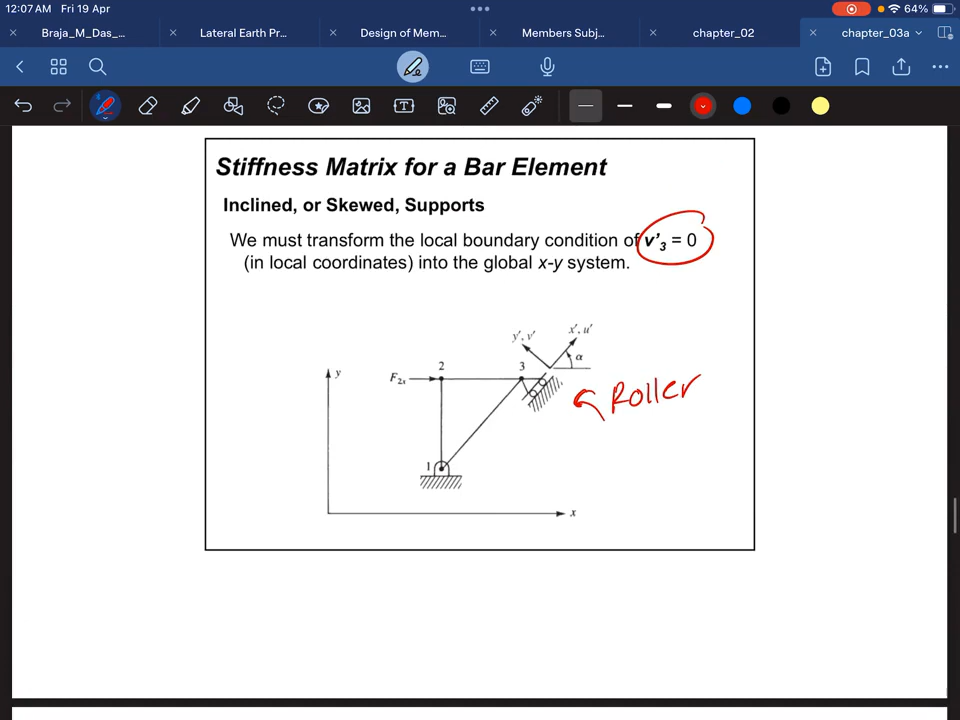 12:07 AM Fri 19 Apr
64%
Braja_M_Das_...
Lateral Earth Pr...
Design of Mem...
Members Subj...
chapter_02
chapter_03a
Stiffness Matrix for a Bar Element
Inclined, or Skewed, Supports
We must transform the local boundary condition of v'₃ = 0
(in local coordinates) into the global x-y system.
y', v'
x', u'
α
2
3
y
F₂ₓ
Roller
1
x